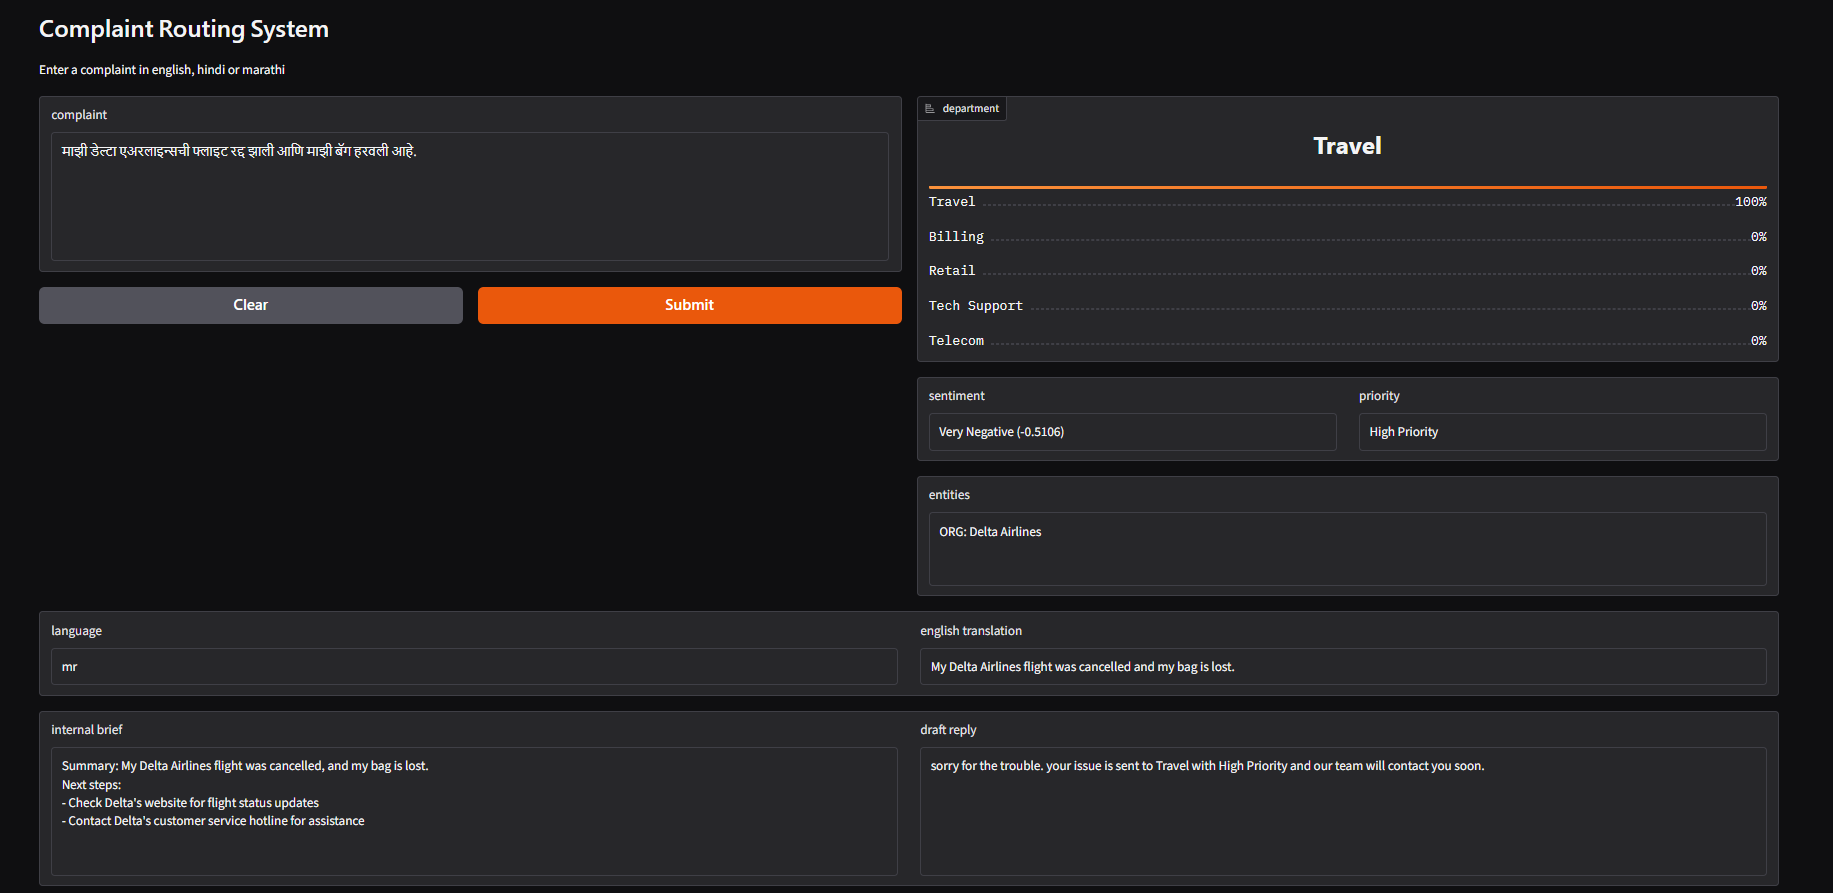 Complaint Routing System
Enter a complaint in english, hindi or marathi
complaint
माझी डेल्टा एअरलाइन्सची फ्लाइट रद्द झाली आणि माझी बॅग हरवली आहे.
Clear
Submit
department
Travel
Travel 100%
Billing 0%
Retail 0%
Tech Support 0%
Telecom 0%
sentiment
Very Negative (-0.5106)
priority
High Priority
entities
ORG: Delta Airlines
language
mr
english translation
My Delta Airlines flight was cancelled and my bag is lost.
internal brief
Summary: My Delta Airlines flight was cancelled, and my bag is lost.
Next steps:
- Check Delta's website for flight status updates
- Contact Delta's customer service hotline for assistance
draft reply
sorry for the trouble. your issue is sent to Travel with High Priority and our team will contact you soon.